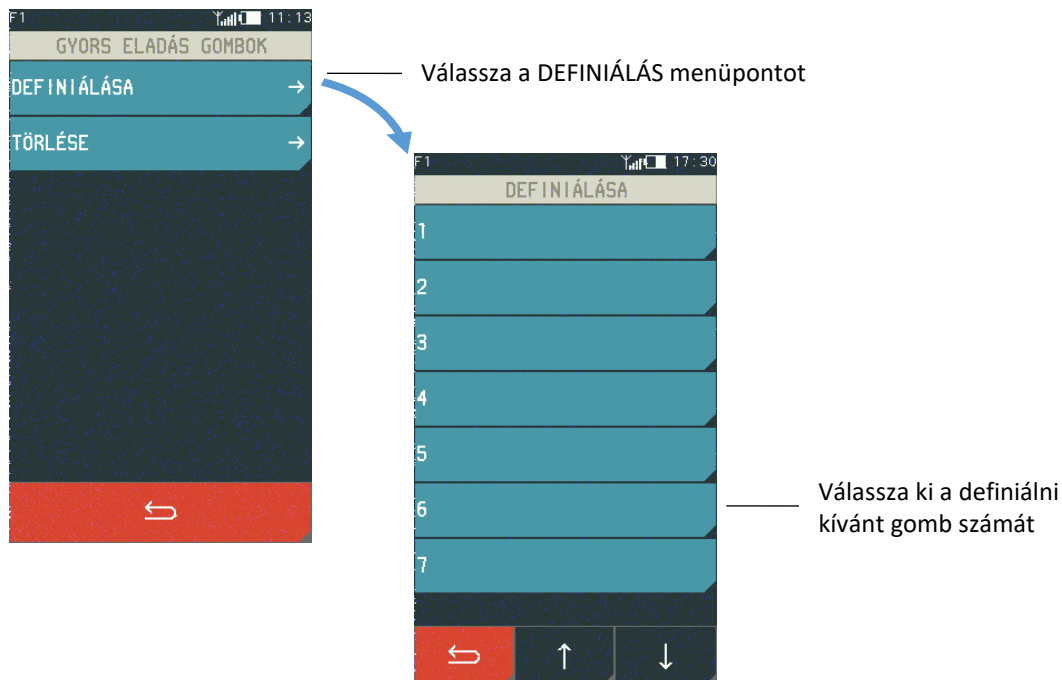 F1 11:13
GYORS ELADÁS GOMBOK
DEFINIÁLÁSA →
TÖRLÉSE →
Válassza a DEFINIÁLÁS menüpontot
F1 17:30
DEFINIÁLÁSA
1
2
3
4
5
6
7
↑ ↓
Válassza ki a definiálni
kívánt gomb számát